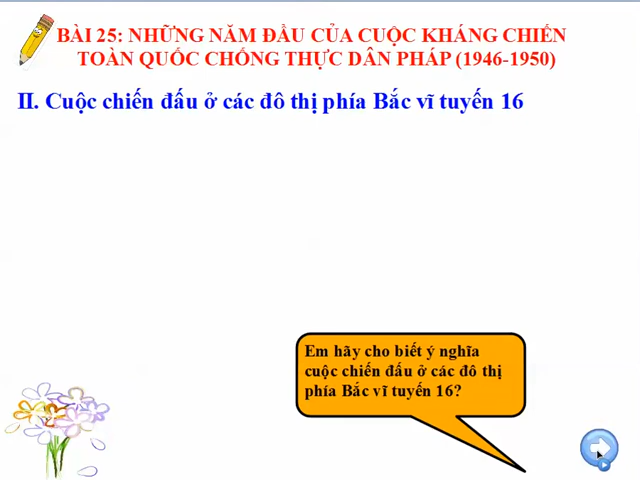 BÀI 25: NHỮNG NĂM ĐẦU CỦA CUỘC KHÁNG CHIẾN
TOÀN QUỐC CHỐNG THỰC DÂN PHÁP (1946-1950)
II. Cuộc chiến đấu ở các đô thị phía Bắc vĩ tuyến 16
Em hãy cho biết ý nghĩa
cuộc chiến đấu ở các đô thị
phía Bắc vĩ tuyến 16?